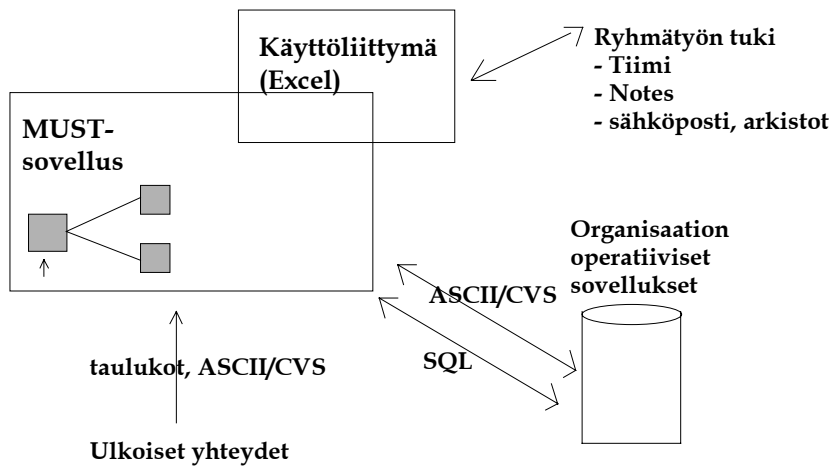 Käyttöliittymä
(Excel)
Ryhmätyön tuki
- Tiimi
- Notes
- sähköposti, arkistot
MUST-
sovellus
Organisaation
operatiiviset
sovellukset
ASCII/CVS
SQL
taulukot, ASCII/CVS
Ulkoiset yhteydet